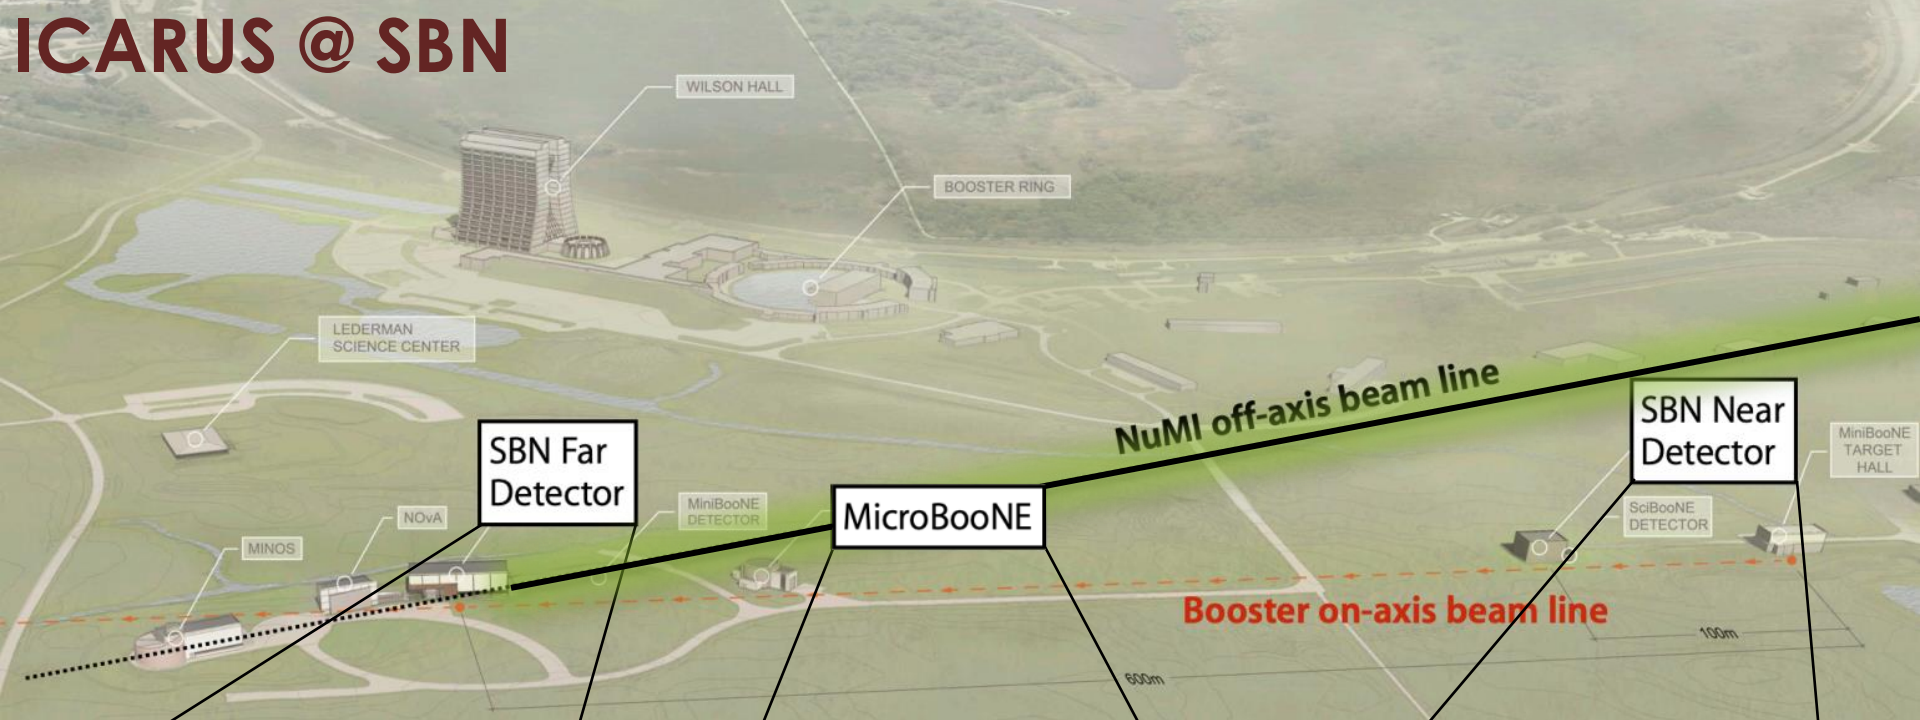 ICARUS @ SBN
WILSON HALL
BOOSTER RING
LEDERMAN
SCIENCE CENTER
NuMI off-axis beam line
SBN Near
Detector
MiniBooNE
TARGET
HALL
SBN Far
Detector
MiniBooNE
DETECTOR
MicroBooNE
SciBooNE
DETECTOR
NOvA
MINOS
Booster on-axis beam line
100m
600m